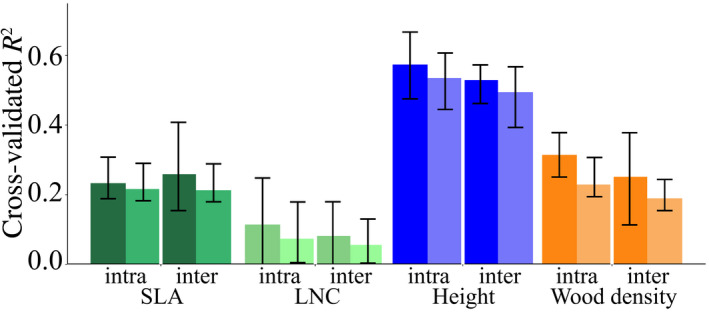 Cross-validated R²
0.6
0.4
0.2
0.0
intra inter intra inter intra inter intra inter
SLA LNC Height Wood density